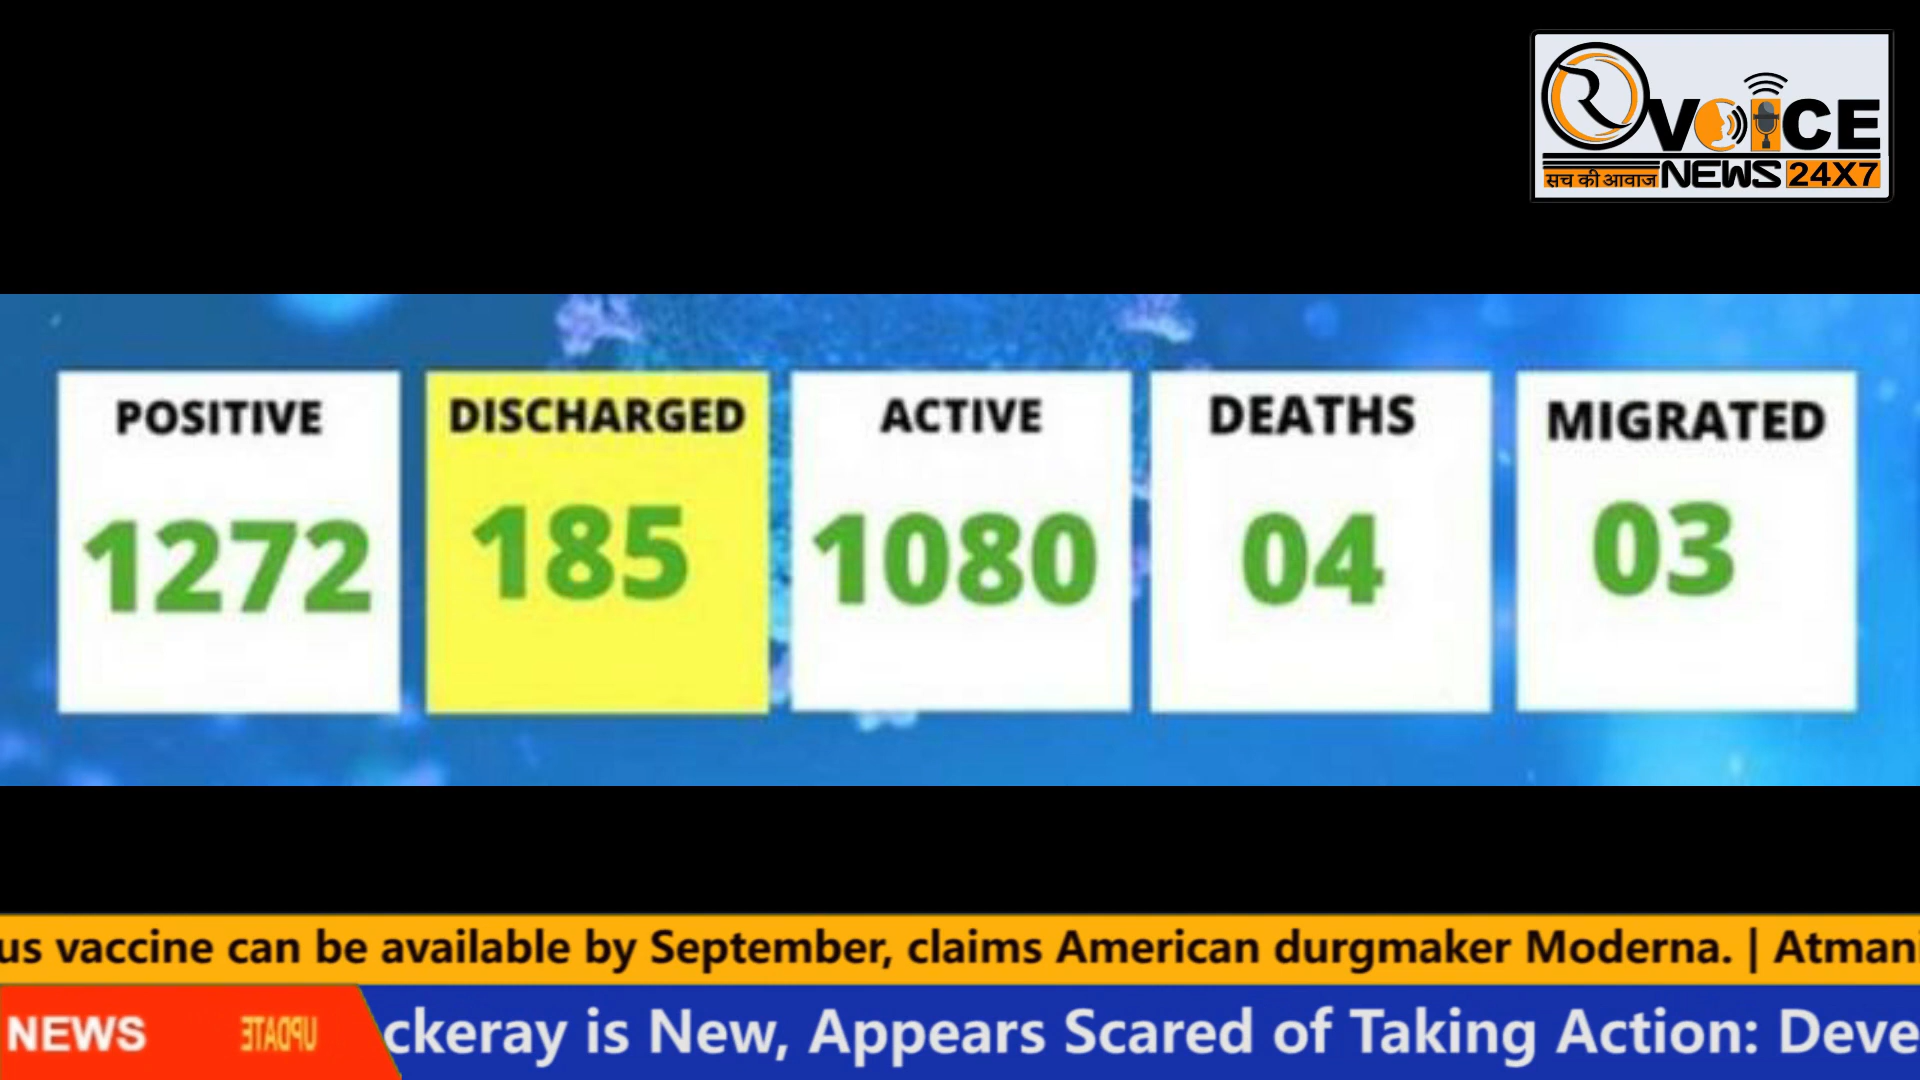 R VOICE
सच की आवाज NEWS 24X7
POSITIVE DISCHARGED ACTIVE DEATHS MIGRATED
1272 185 1080 04 03
us vaccine can be available by September, claims American durgmaker Moderna. | Atmani
NEWS UPDATE ckeray is New, Appears Scared of Taking Action: Deve